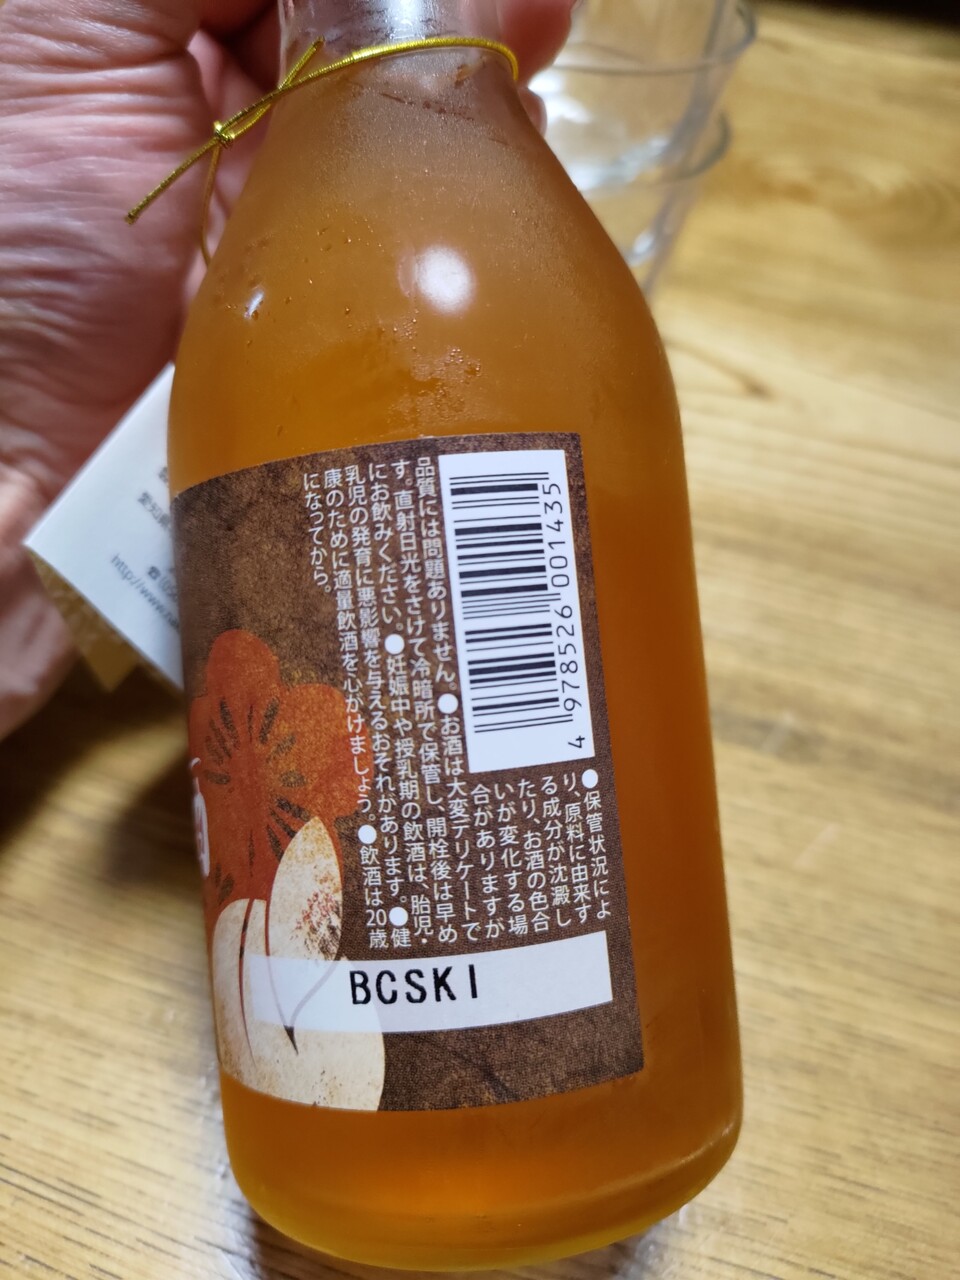 ●保管状況によ
り、原料に由来す
る成分が沈澱し
たり、お酒の色合
いが変化する場
合がありますが
品質には問題ありません。●お酒は大変デリケートで
す。直射日光をさけて冷暗所で保管し、開栓後は早め
にお飲みください。●妊娠中や授乳期の飲酒は、胎児・
乳児の発育に悪影響を与えるおそれがあります。●健
康のために適量飲酒を心がけましょう。●飲酒は20歳
になってから。
4 978526 001435
BCSKI
http://www.